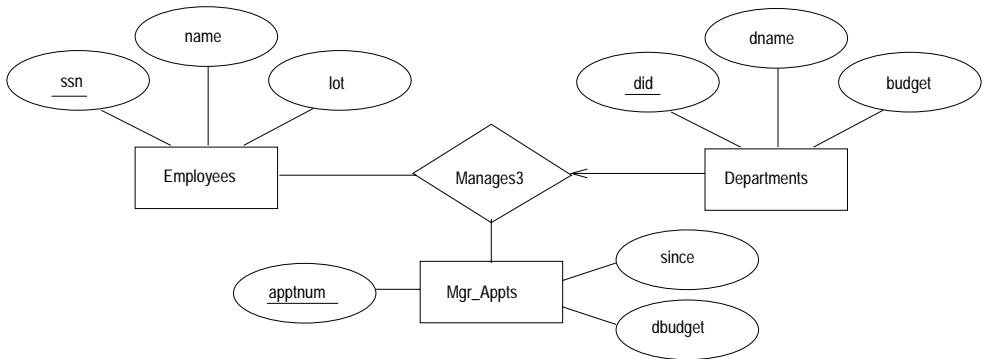 name
ssn
lot
Employees
Manages3
dname
did
budget
Departments
apptnum
Mgr_Appts
since
dbudget